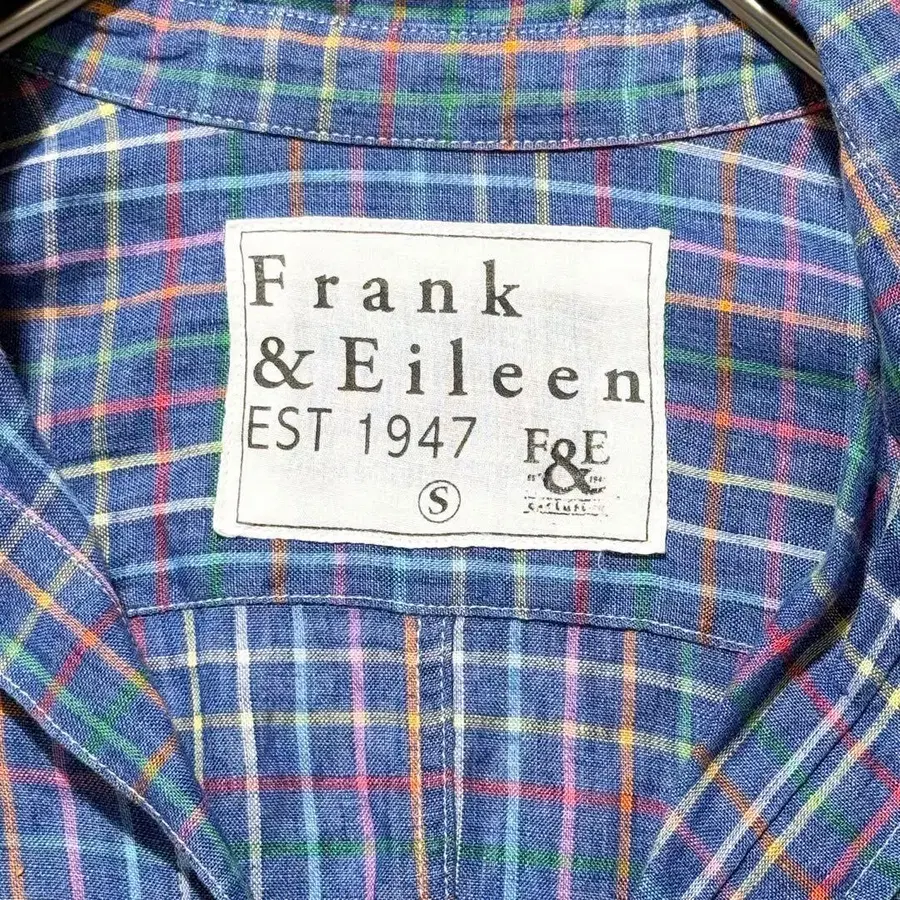 Frank
& Eileen
EST 1947
S
F&E